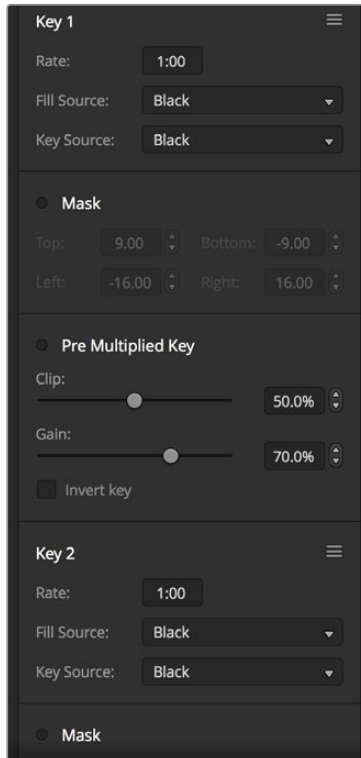 Key 1
Rate: 1:00
Fill Source: Black
Key Source: Black
Mask
Top: 9.00 Bottom: -9.00
Left: -16.00 Right: 16.00
Pre Multiplied Key
Clip:
50.0%
Gain:
70.0%
Invert key
Key 2
Rate: 1:00
Fill Source: Black
Key Source: Black
Mask